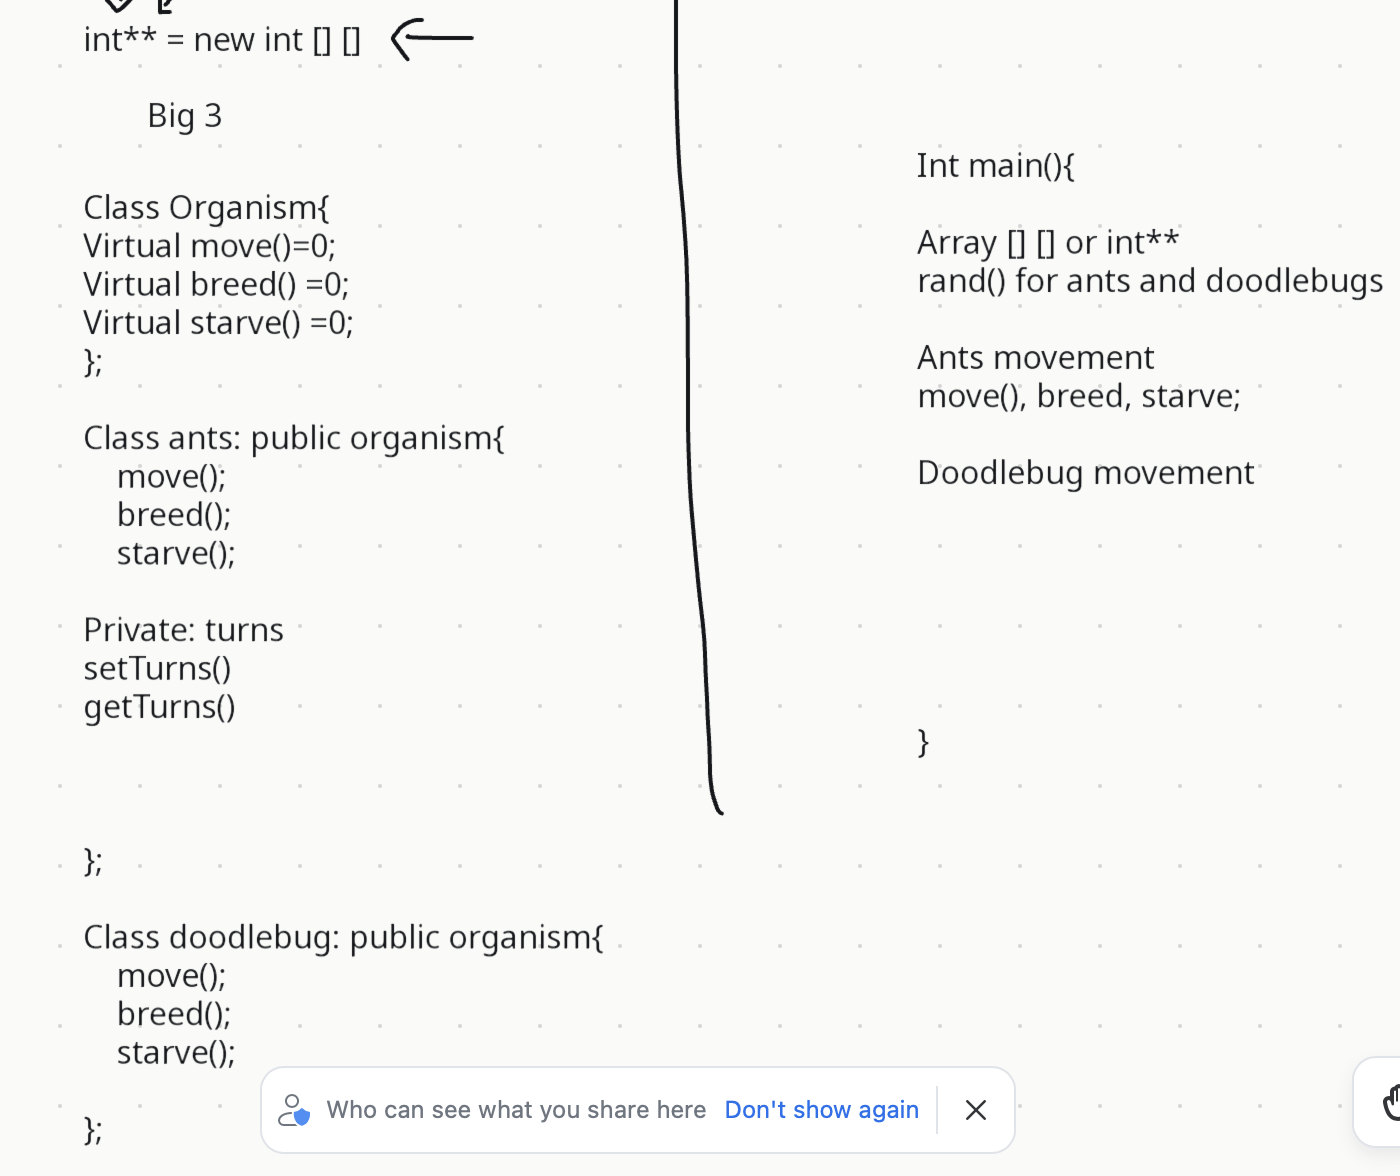 int** = new int [] []
Big 3
Class Organism{
Virtual move()=0;
Virtual breed() =0;
Virtual starve() =0;
};
Class ants: public organism{
move();
breed();
starve();
Private: turns
setTurns()
getTurns()
};
Class doodlebug: public organism{
move();
breed();
starve();
};
Int main(){
Array [] [] or int**
rand() for ants and doodlebugs
Ants movement
move(), breed, starve;
Doodlebug movement
}
Who can see what you share here Don't show again